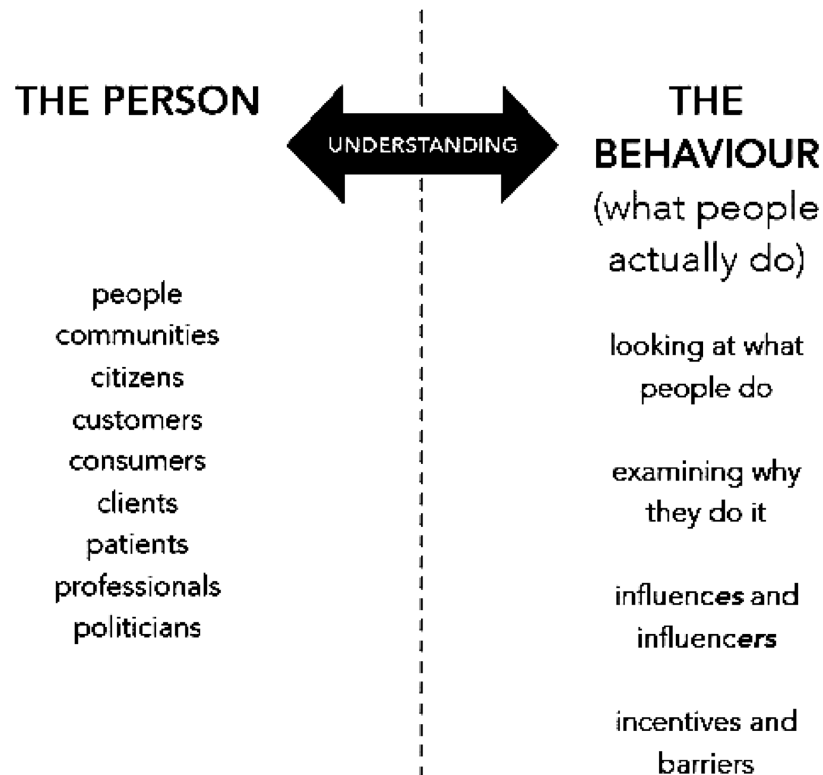 THE PERSON
UNDERSTANDING
THE
BEHAVIOUR
(what people
actually do)
people
communities
citizens
customers
consumers
clients
patients
professionals
politicians
looking at what
people do
examining why
they do it
influences and
influencers
incentives and
barriers